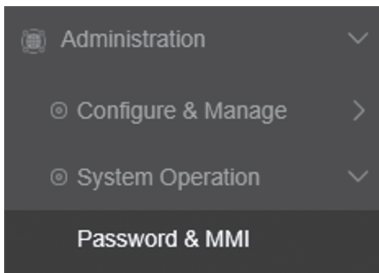 Administration
Configure & Manage
System Operation
Password & MMI